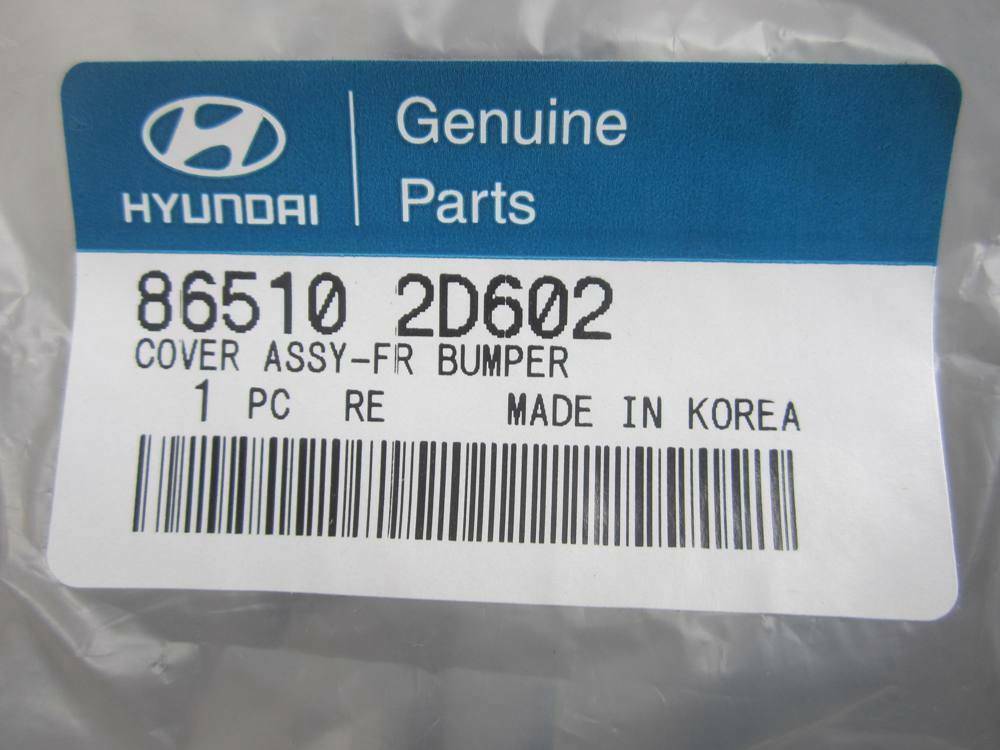 HYUNDAI
Genuine
Parts
86510 2D602
COVER ASSY-FR BUMPER
1 PC RE MADE IN KOREA